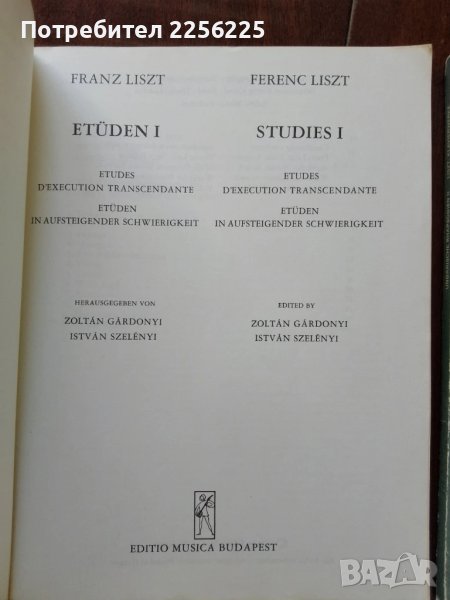 Потребител 2256225
FRANZ LISZT
ETÜDEN I
ETUDES
D'EXECUTION TRANSCENDANTE
ETÜDEN
IN AUFSTEIGENDER SCHWIERIGKEIT
HERAUSGEGEBEN VON
ZOLTÁN GÁRDONYI
ISTVÁN SZELÉNYI
FERENC LISZT
STUDIES I
ETUDES
D'EXECUTION TRANSCENDANTE
ETÜDEN
IN AUFSTEIGENDER SCHWIERIGKEIT
EDITED BY
ZOLTÁN GÁRDONYI
ISTVÁN SZELÉNYI
EDITIO MUSICA BUDAPEST
BAZAR